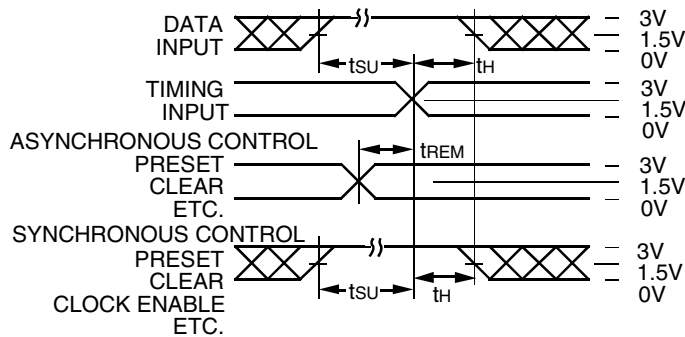 DATA INPUT
3V
1.5V
0V
tSU
tH
TIMING INPUT
3V
1.5V
0V
ASYNCHRONOUS CONTROL
PRESET
CLEAR
ETC.
tREM
3V
1.5V
0V
SYNCHRONOUS CONTROL
PRESET
CLEAR
CLOCK ENABLE
ETC.
tSU
tH
3V
1.5V
0V